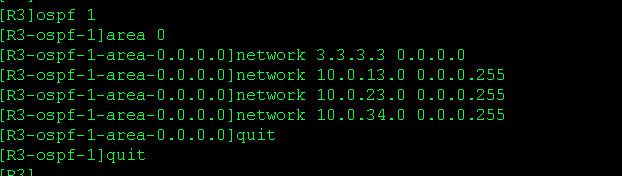 [R3]ospf 1
[R3-ospf-1]area 0
[R3-ospf-1-area-0.0.0.0]network 3.3.3.3 0.0.0.0
[R3-ospf-1-area-0.0.0.0]network 10.0.13.0 0.0.0.255
[R3-ospf-1-area-0.0.0.0]network 10.0.23.0 0.0.0.255
[R3-ospf-1-area-0.0.0.0]network 10.0.34.0 0.0.0.255
[R3-ospf-1-area-0.0.0.0]quit
[R3-ospf-1]quit
[R3]